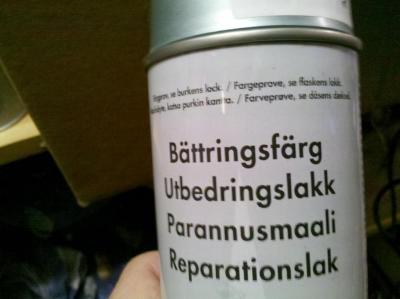 se burkens lock. / Fargeprøve, se flaskens lokk.
katso purkin kantta. / Farveprøve, se dåsens dæksel.
Bättringsfärg
Utbedringslakk
Parannusmaali
Reparationslak